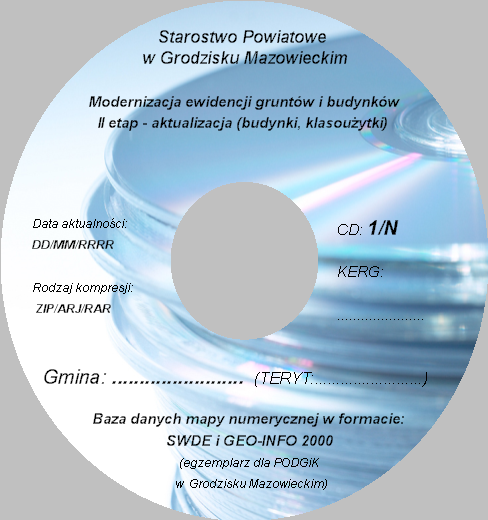 Starostwo Powiatowe
w Grodzisku Mazowieckim
Modernizacja ewidencji gruntów i budynków
II etap - aktualizacja (budynki, klasoużytki)
Data aktualności:
DD/MM/RRRR
Rodzaj kompresji:
ZIP/ARJ/RAR
CD: 1/N
KERG:
......................
Gmina: ........................ (TERYT:.........................)
Baza danych mapy numerycznej w formacie:
SWDE i GEO-INFO 2000
(egzemplarz dla PODGiK
w Grodzisku Mazowieckim)